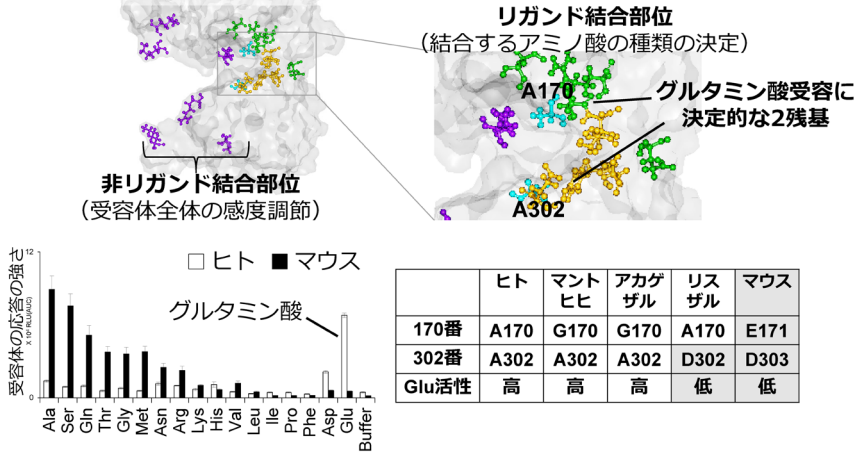 リガンド結合部位
（結合するアミノ酸の種類の決定）
A170
グルタミン酸受容に
決定的な2残基
A302
非リガンド結合部位
（受容体全体の感度調節）
受容体の応答の強さ
X 10⁶ RLU(AUC)
12
0
ヒト マウス
グルタミン酸
Ala Ser Gln Thr Gly Met Asn Arg Lys His Val Leu Ile Pro Phe Asp Glu Buffer
ヒト マントヒヒ アカゲザル リスザル マウス
170番 A170 G170 G170 A170 E171
302番 A302 A302 A302 D302 D303
Glu活性 高 高 高 低 低